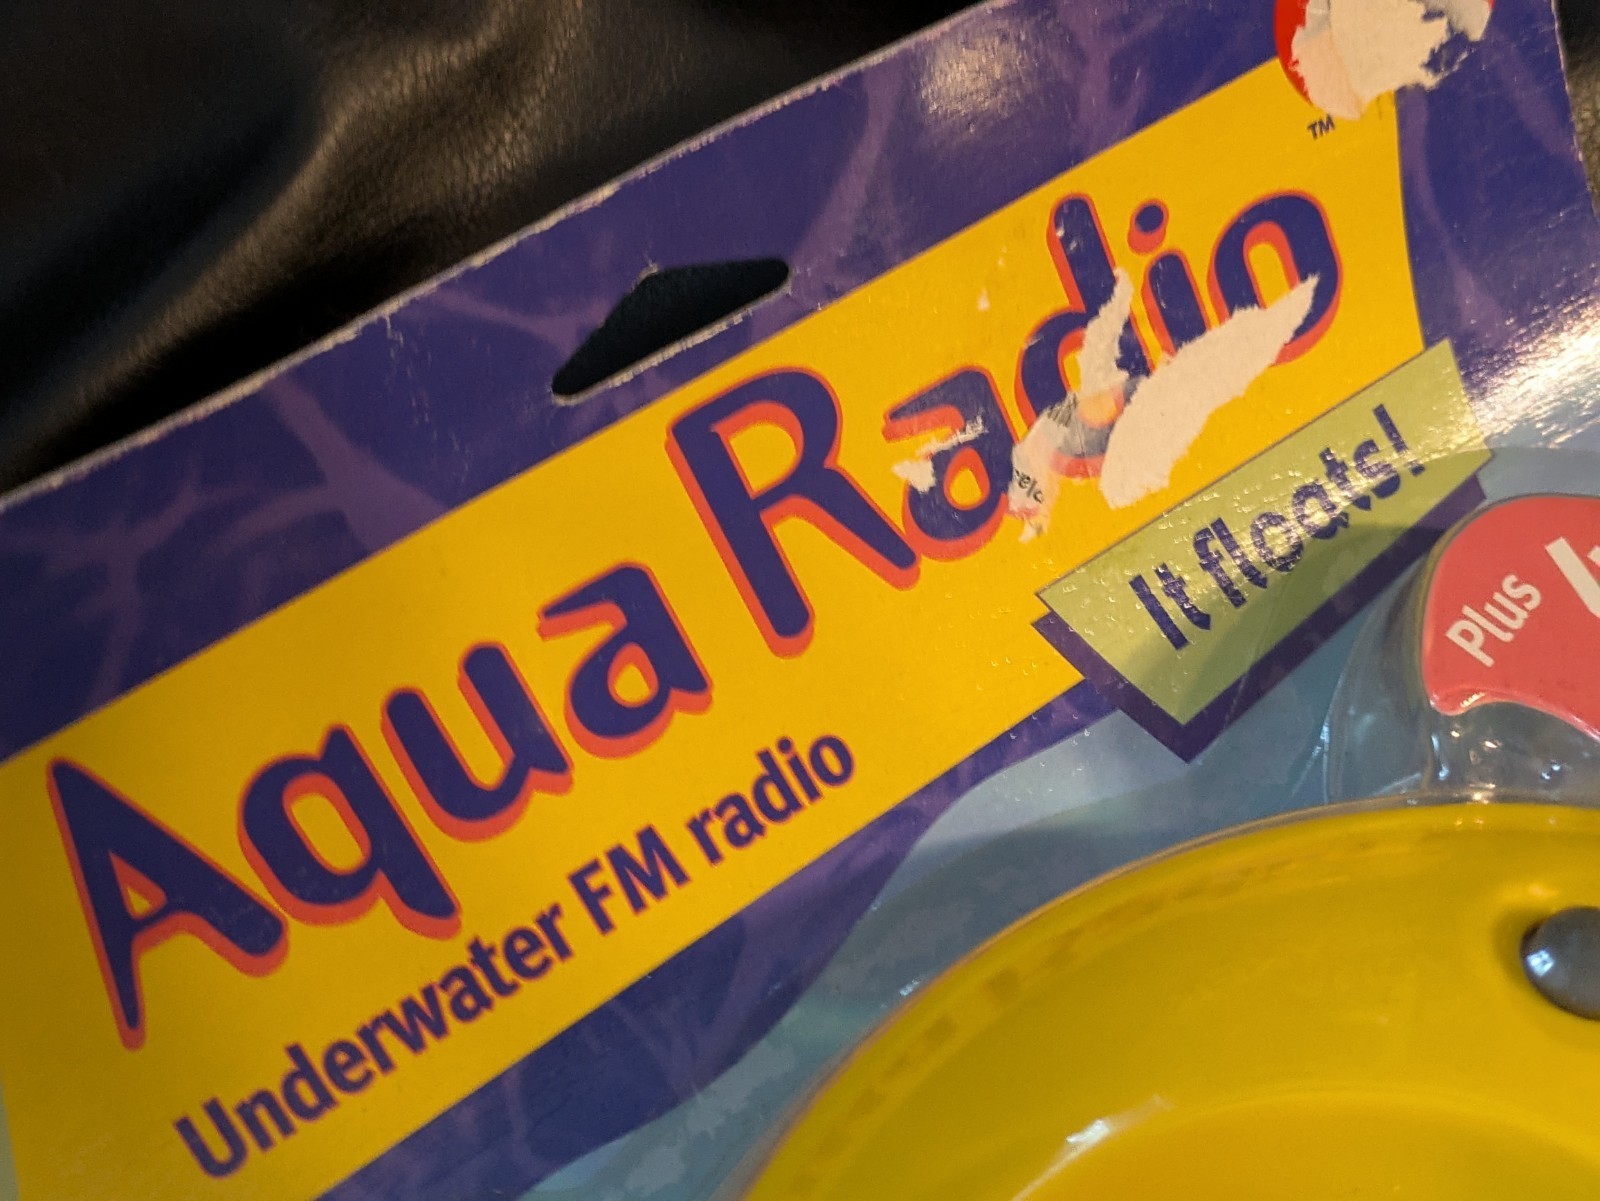 Aqua Radio
TM
Underwater FM radio
It floats!
Plus